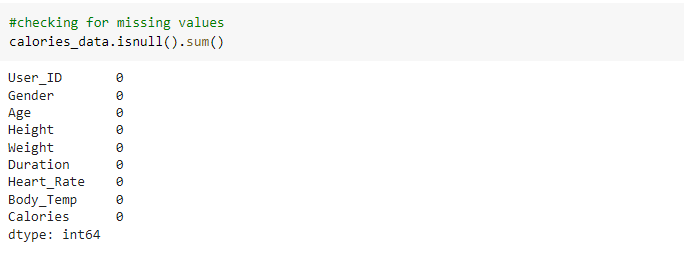 #checking for missing values
calories_data.isnull().sum()
User_ID 0
Gender 0
Age 0
Height 0
Weight 0
Duration 0
Heart_Rate 0
Body_Temp 0
Calories 0
dtype: int64